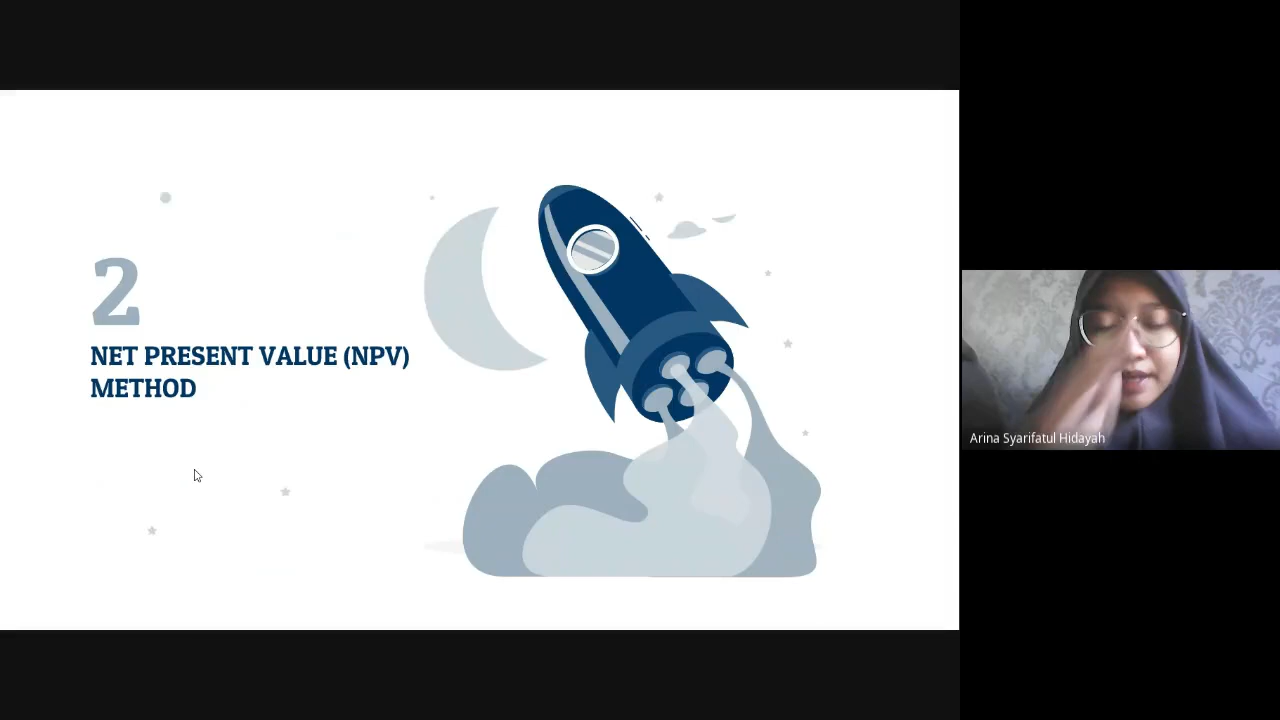 2
NET PRESENT VALUE (NPV)
METHOD
Arina Syarifatul Hidayah